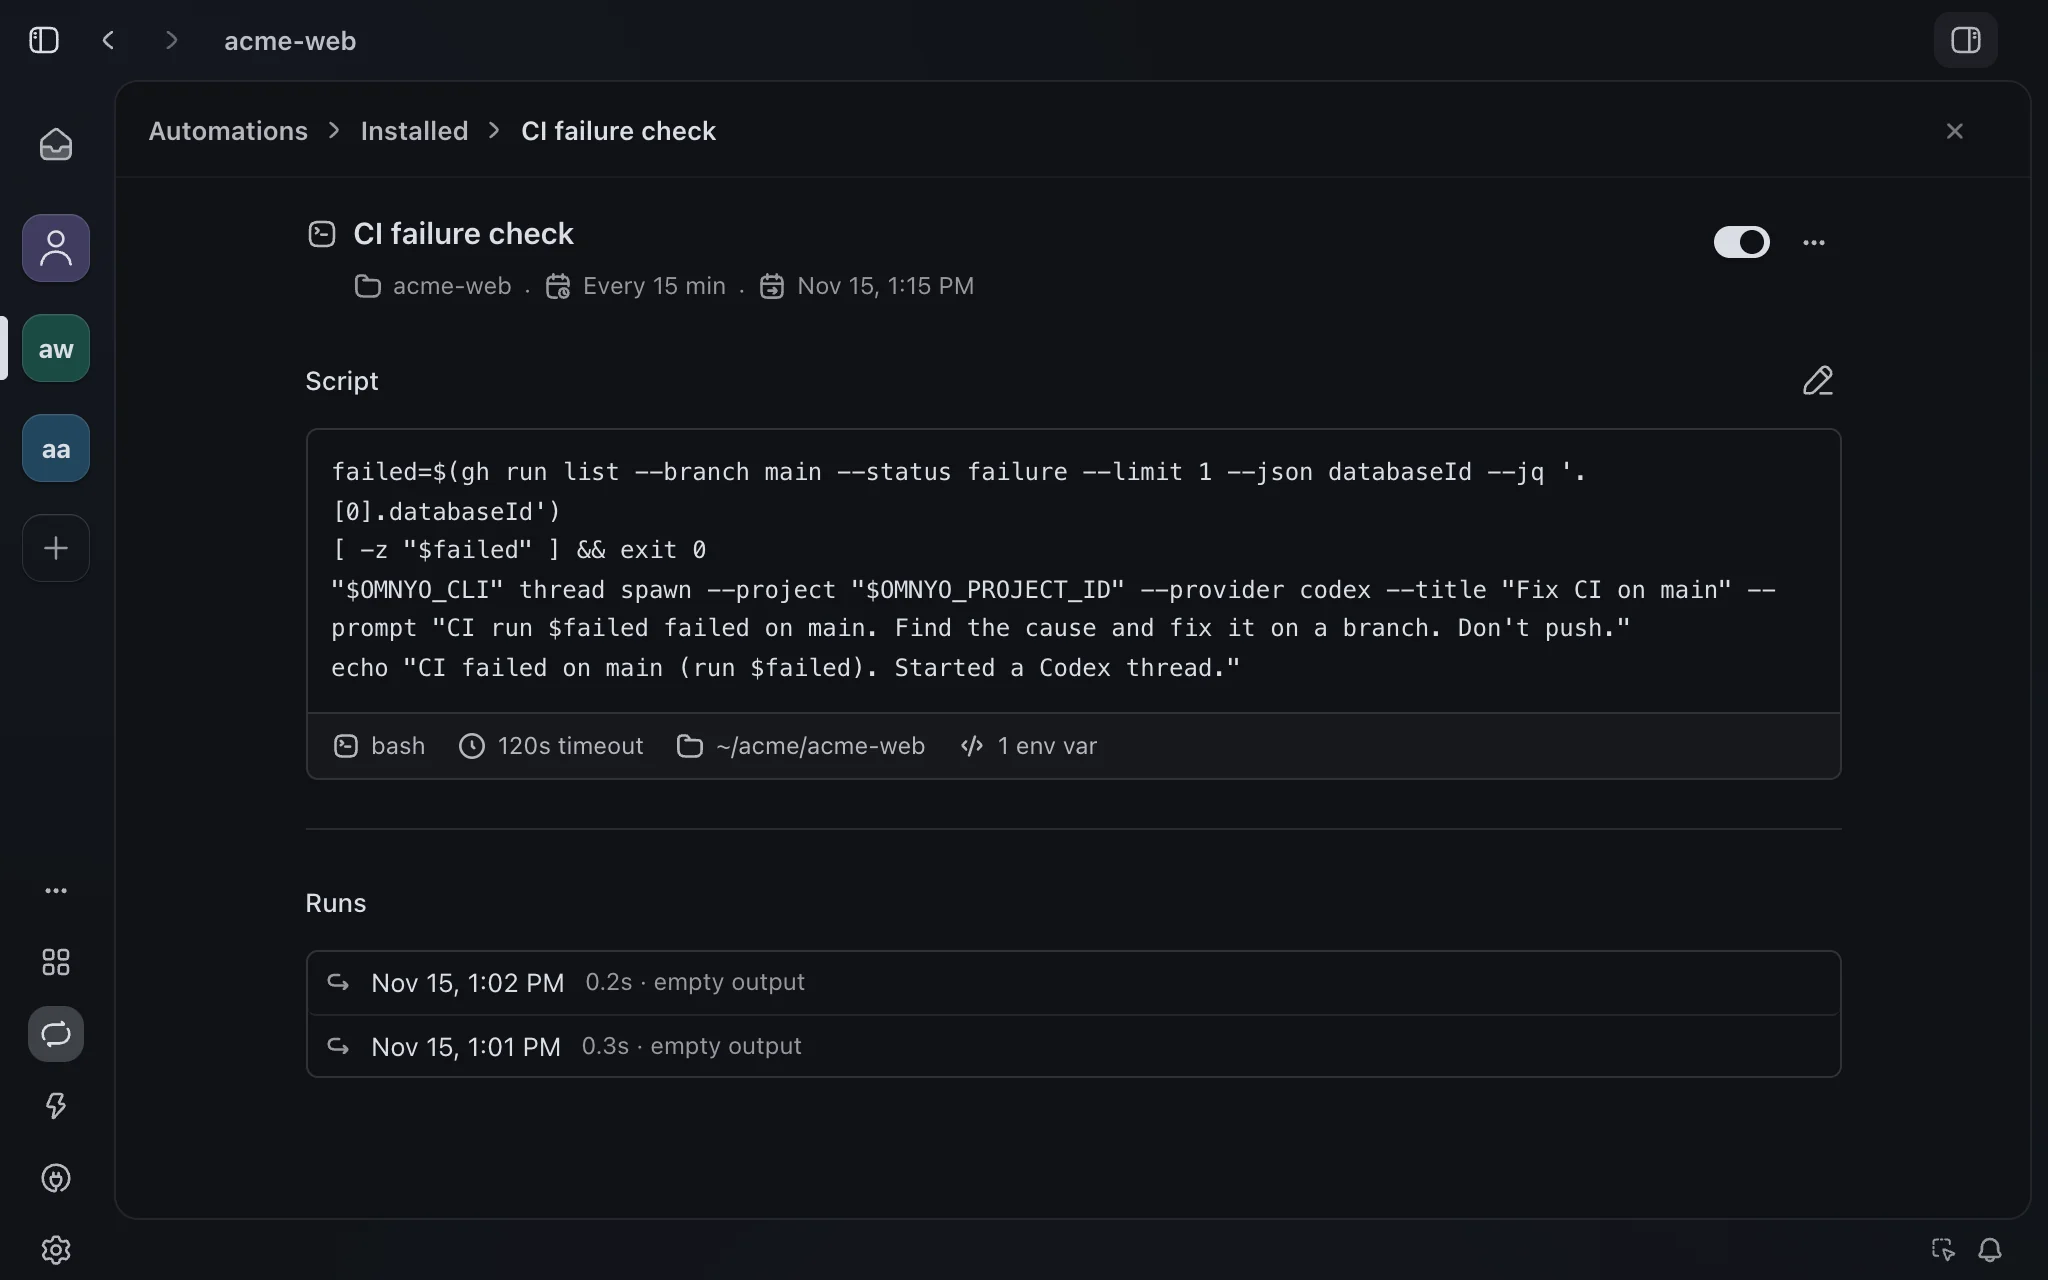 acme-web
Automations > Installed > CI failure check
CI failure check
acme-web . Every 15 min . Nov 15, 1:15 PM
aw
aa
Script
failed=$(gh run list --branch main --status failure --limit 1 --json databaseId --jq '.
[0].databaseId')
[ -z "$failed" ] && exit 0
"$OMNYO_CLI" thread spawn --project "$OMNYO_PROJECT_ID" --provider codex --title "Fix CI on main" --
prompt "CI run $failed failed on main. Find the cause and fix it on a branch. Don't push."
echo "CI failed on main (run $failed). Started a Codex thread."
bash 120s timeout ~/acme/acme-web 1 env var
Runs
Nov 15, 1:02 PM 0.2s · empty output
Nov 15, 1:01 PM 0.3s · empty output